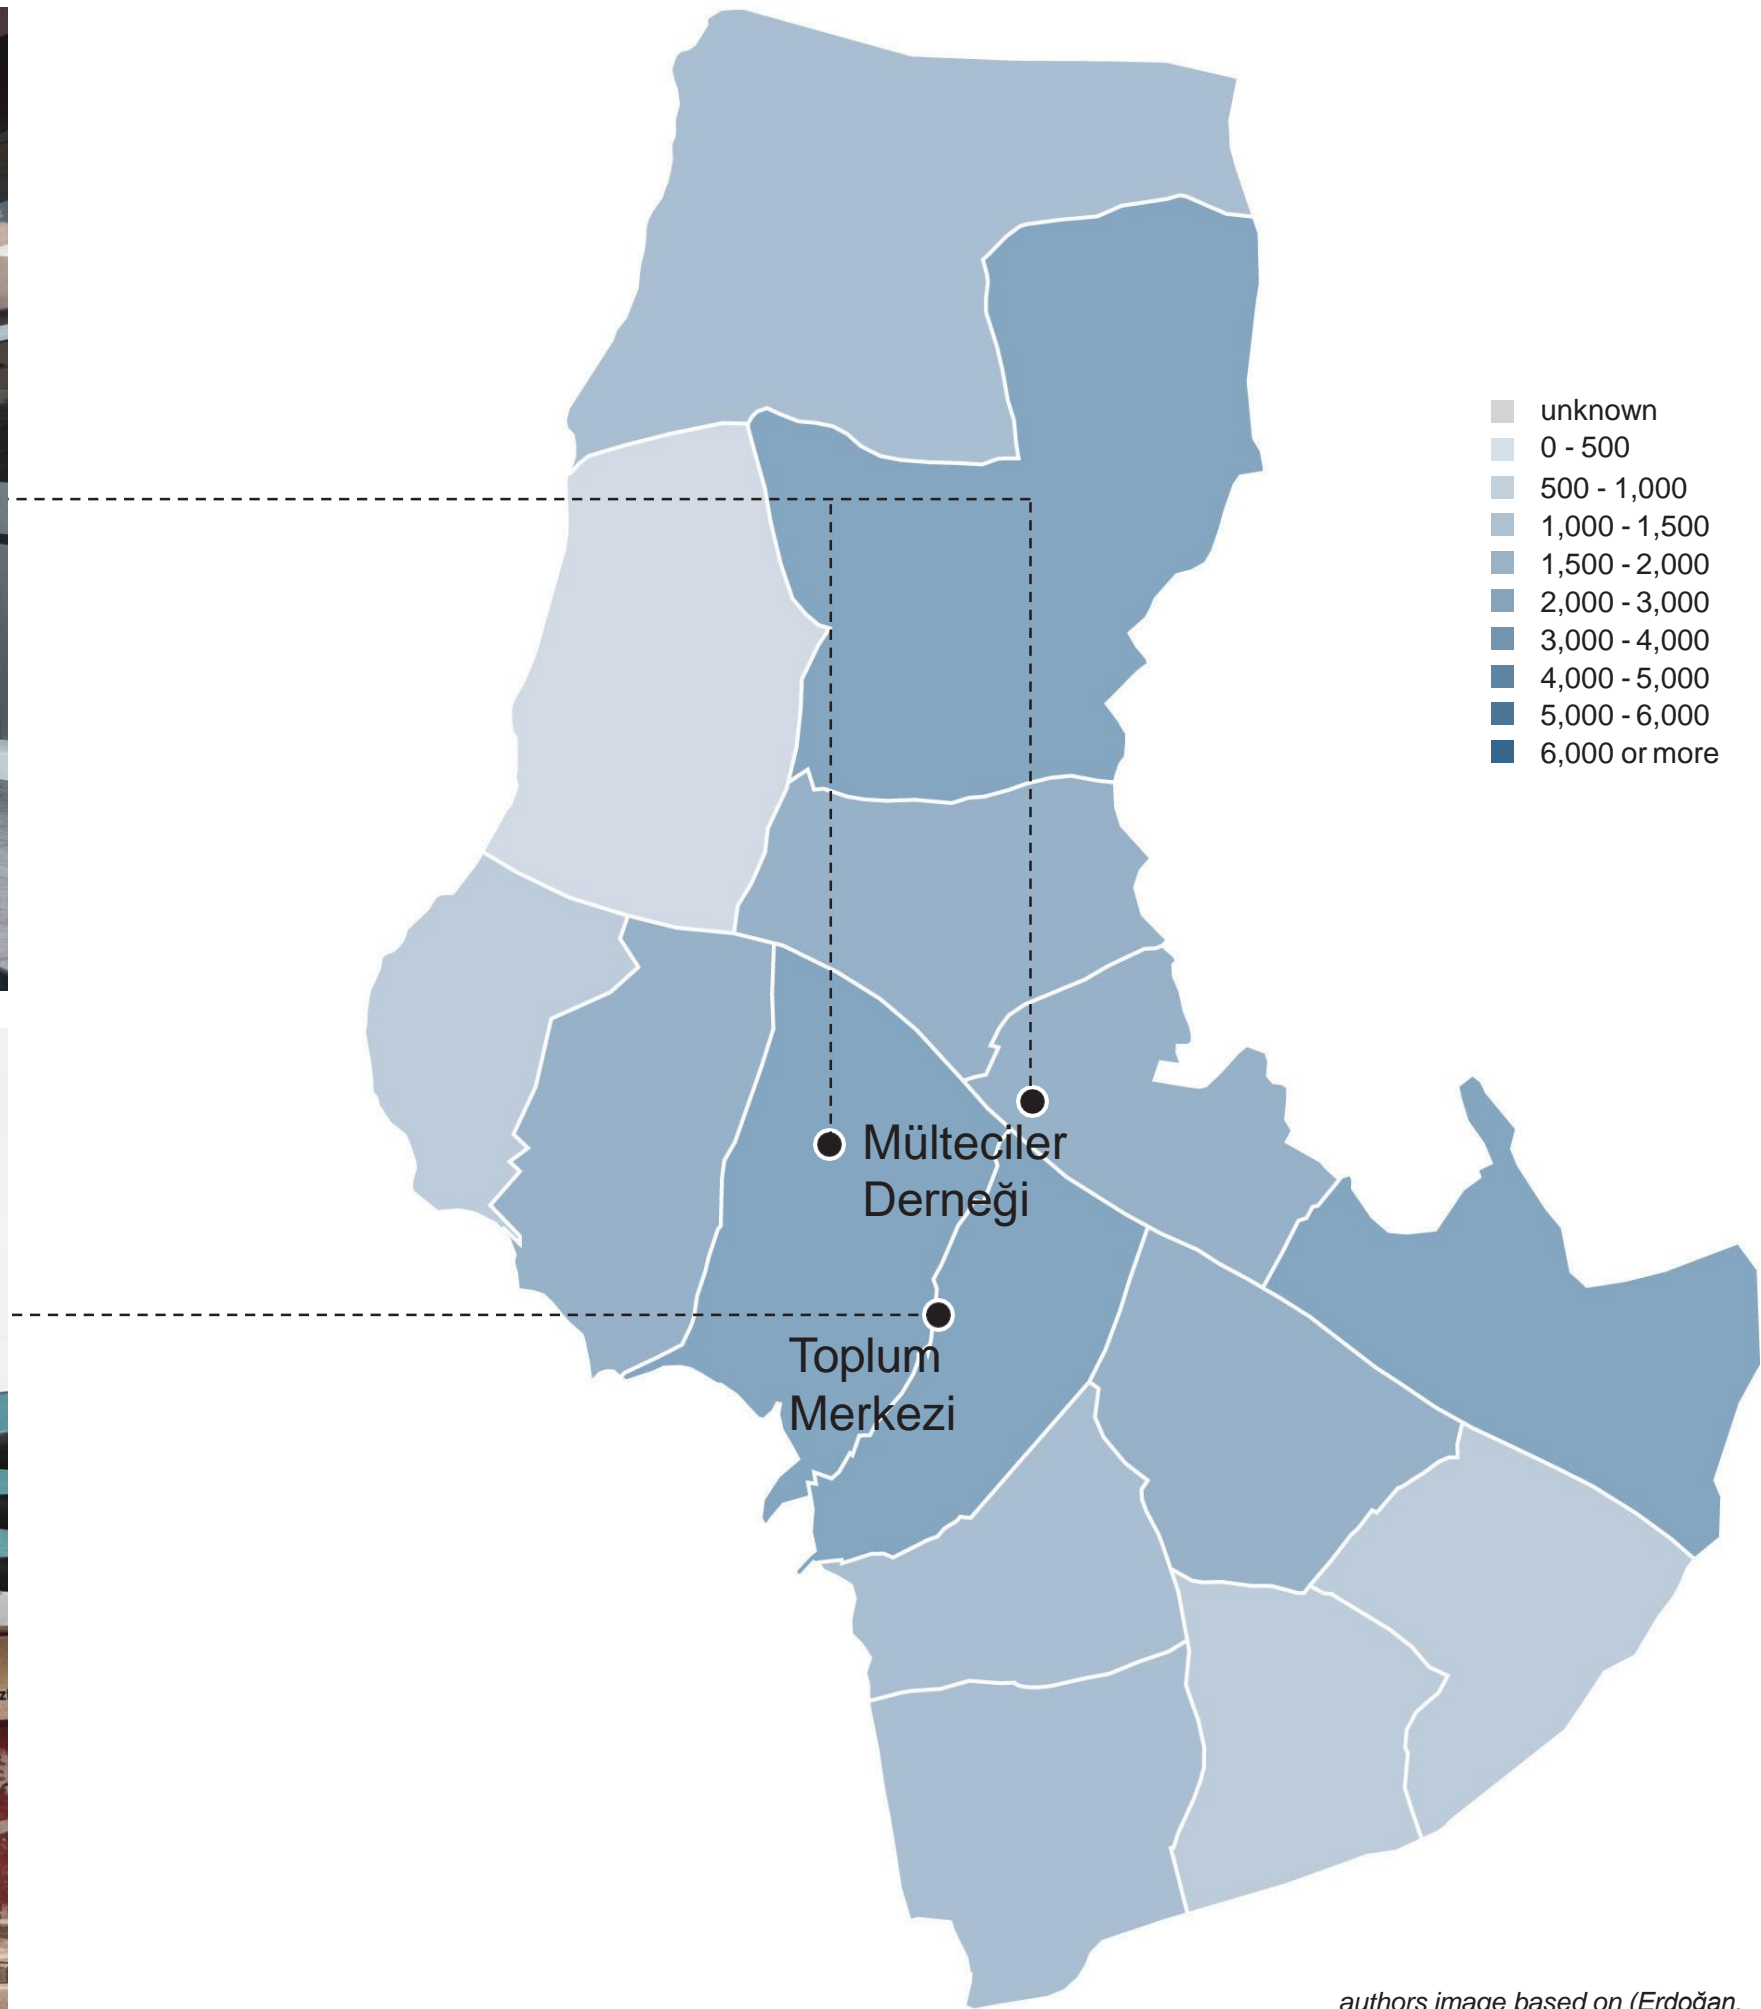 unknown
0 - 500
500 - 1,000
1,000 - 1,500
1,500 - 2,000
2,000 - 3,000
3,000 - 4,000
4,000 - 5,000
5,000 - 6,000
6,000 or more
Mülteciler
Derneği
Toplum
Merkezi
authors image based on (Erdoğan,